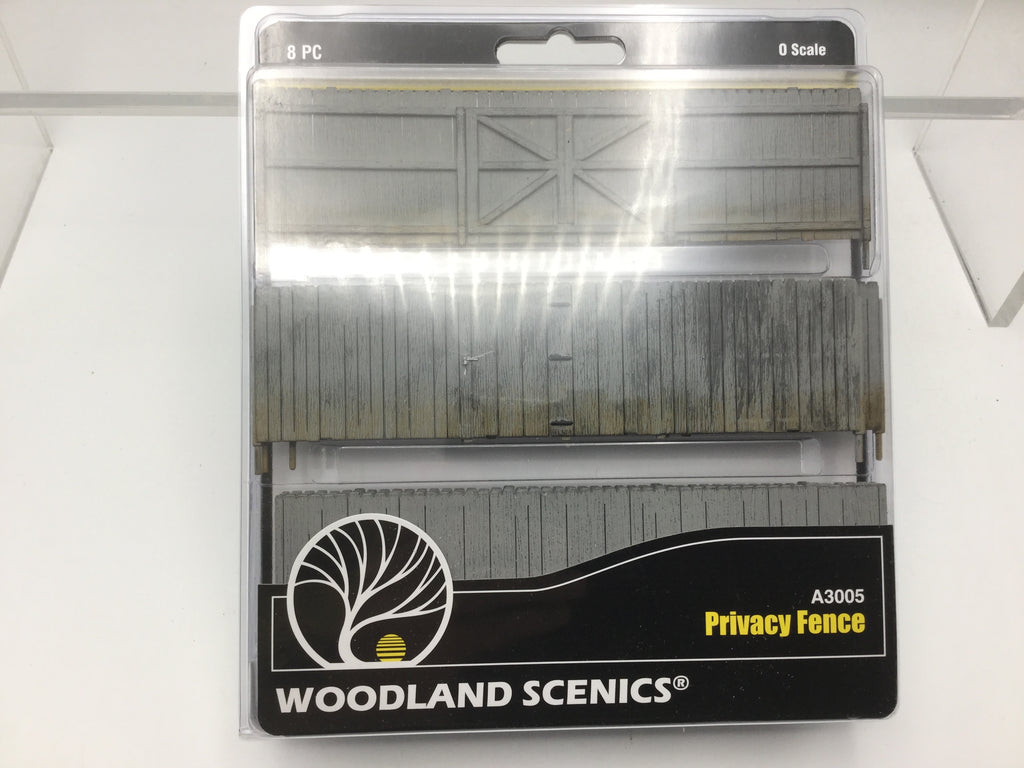 8 PC
O Scale
A3005
Privacy Fence
WOODLAND SCENICS®